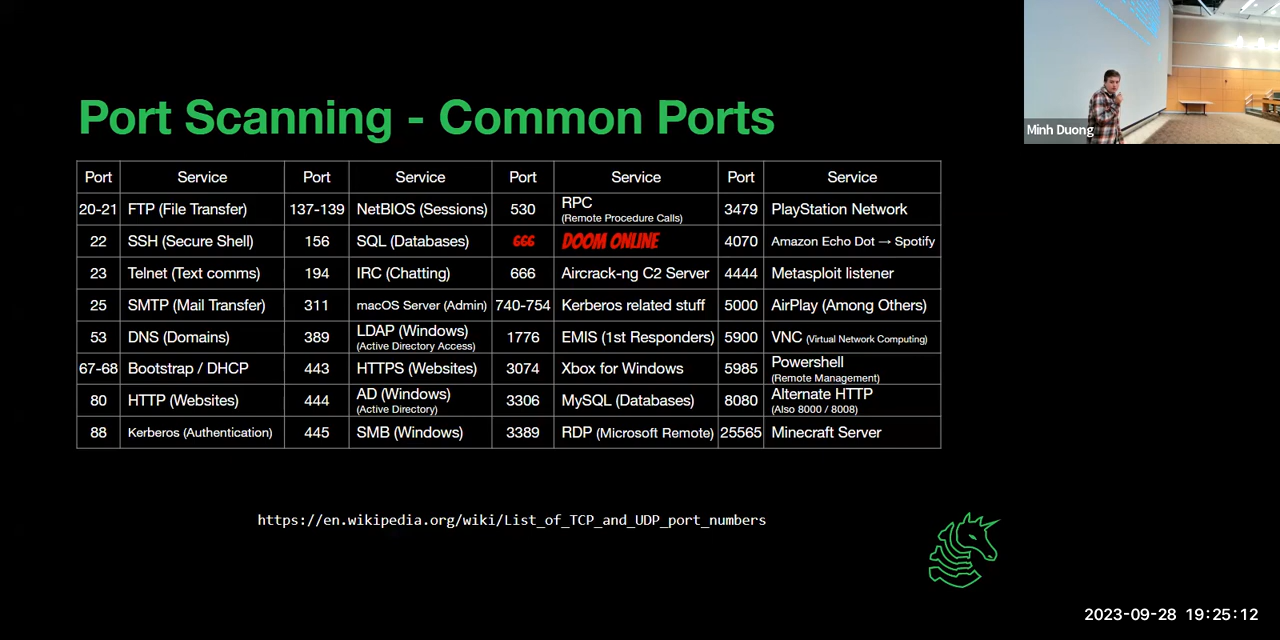 Port Scanning - Common Ports
Port Service Port Service Port Service Port Service
20-21 FTP (File Transfer) 137-139 NetBIOS (Sessions) 530 RPC (Remote Procedure Calls) 3479 PlayStation Network
22 SSH (Secure Shell) 156 SQL (Databases) 666 DOOM ONLINE 4070 Amazon Echo Dot → Spotify
23 Telnet (Text comms) 194 IRC (Chatting) 666 Aircrack-ng C2 Server 4444 Metasploit listener
25 SMTP (Mail Transfer) 311 macOS Server (Admin) 740-754 Kerberos related stuff 5000 AirPlay (Among Others)
53 DNS (Domains) 389 LDAP (Windows) (Active Directory Access) 1776 EMIS (1st Responders) 5900 VNC (Virtual Network Computing)
67-68 Bootstrap / DHCP 443 HTTPS (Websites) 3074 Xbox for Windows 5985 Powershell (Remote Management)
80 HTTP (Websites) 444 AD (Windows) (Active Directory) 3306 MySQL (Databases) 8080 Alternate HTTP (Also 8000 / 8008)
88 Kerberos (Authentication) 445 SMB (Windows) 3389 RDP (Microsoft Remote) 25565 Minecraft Server
https://en.wikipedia.org/wiki/List_of_TCP_and_UDP_port_numbers
Minh Duong
2023-09-28 19:25:12